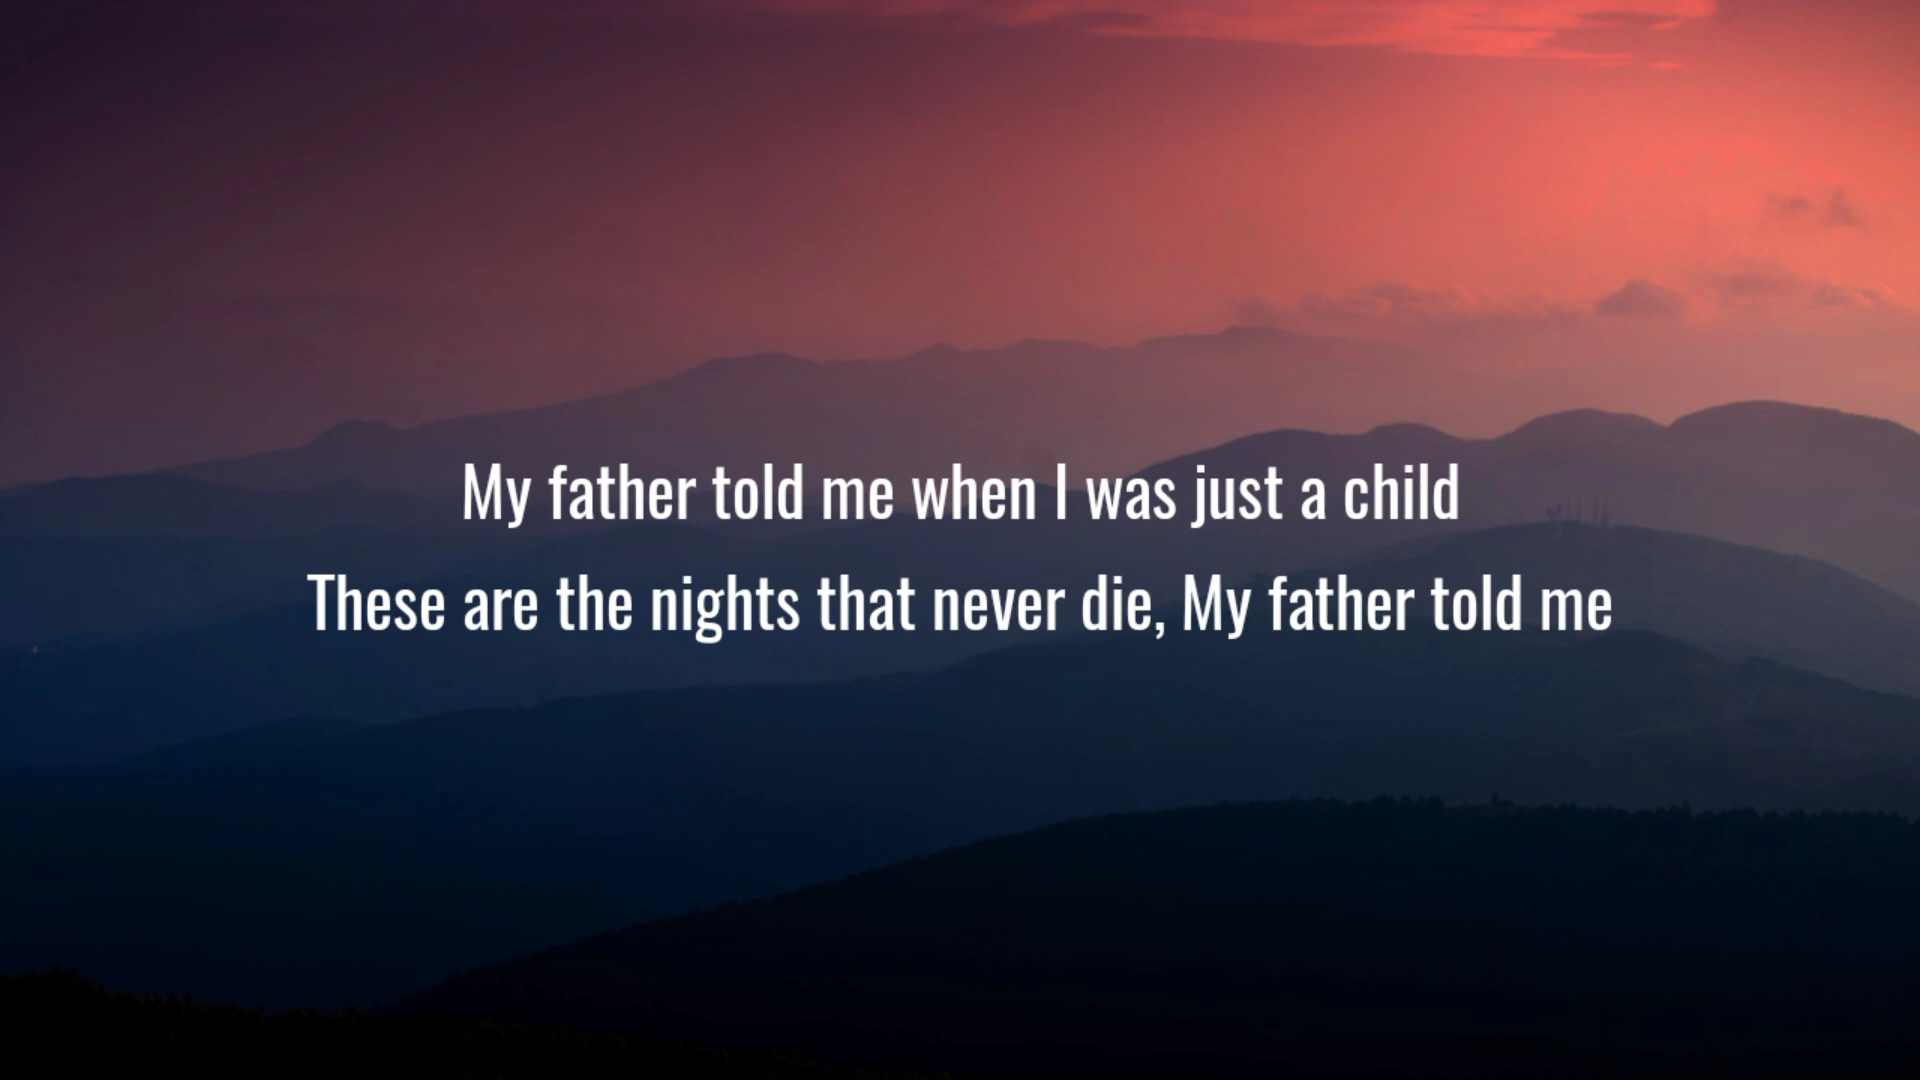 My father told me when I was just a child
These are the nights that never die, My father told me